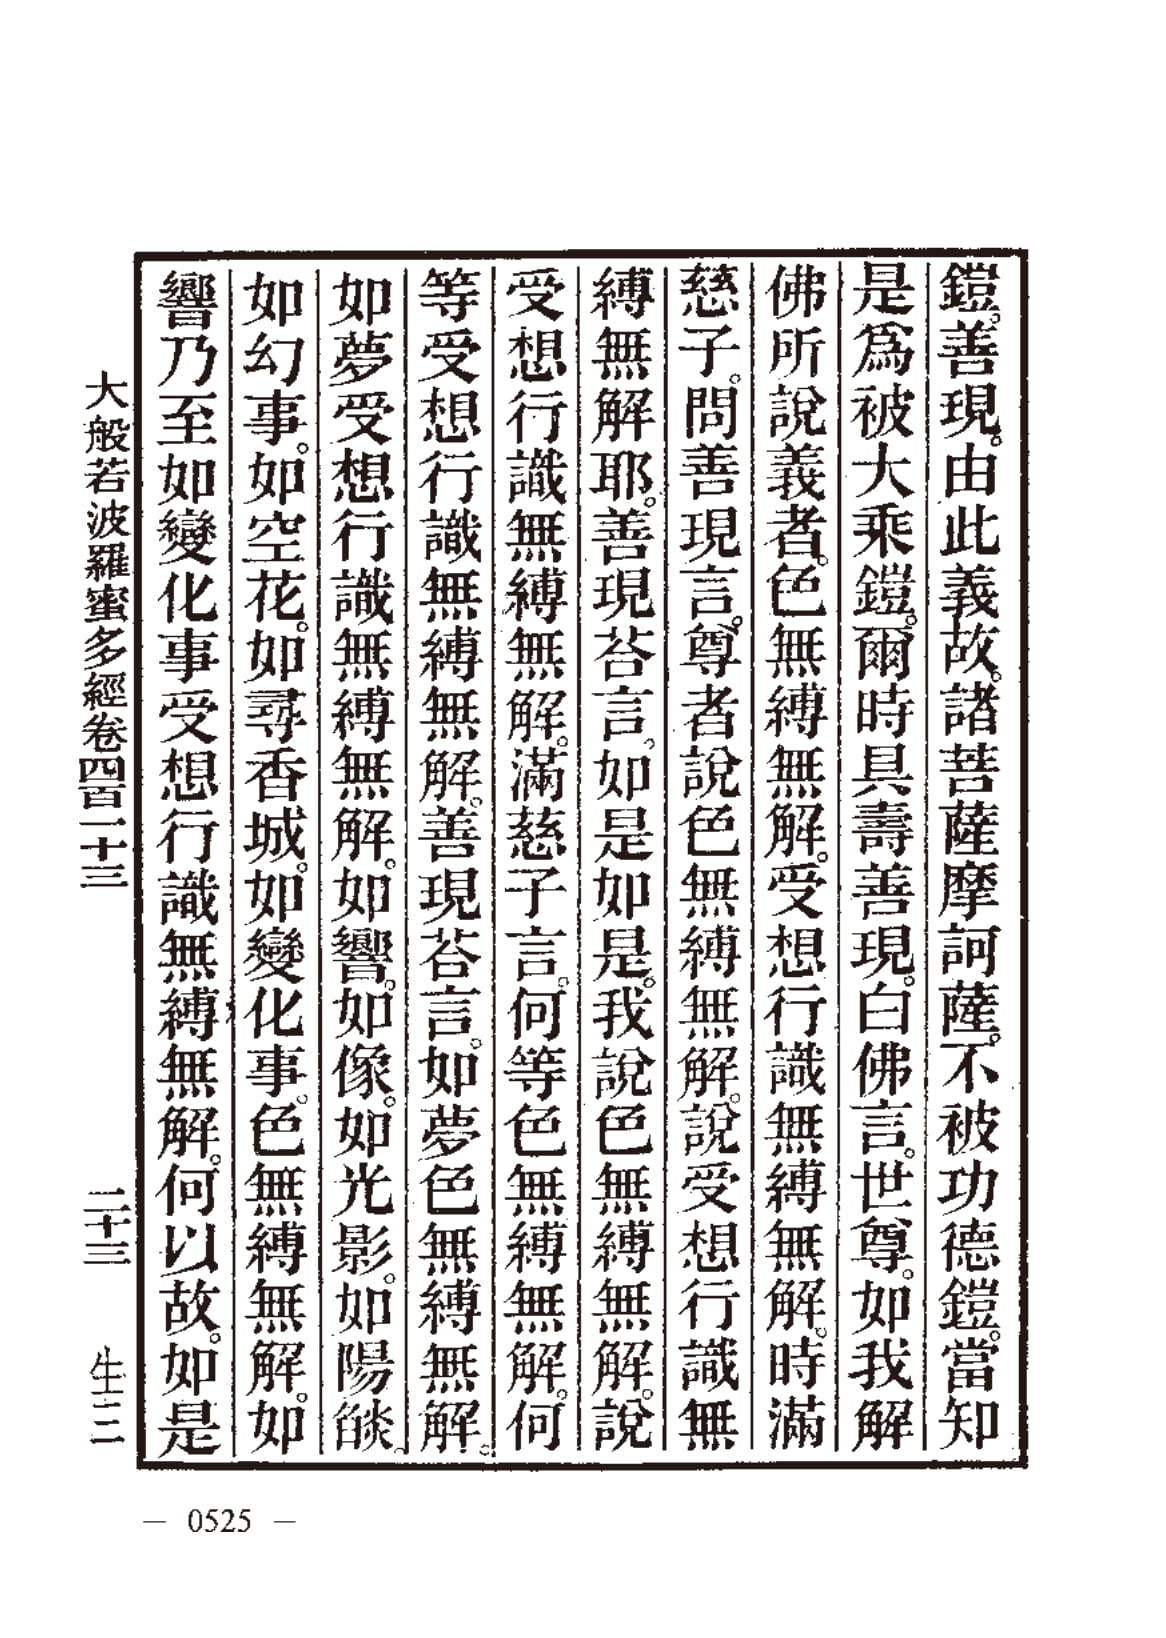 鎧。善現。由此義故。諸菩薩摩訶薩。不被功德鎧。當知
是爲被大乘鎧。爾時具壽善現。白佛言。世尊。如我解
佛所說義者。色無縛無解。受想行識無縛無解。時滿
慈子。問善現言。尊者說色無縛無解。說受想行識無
縛無解耶。善現荅言。如是如是。我說色無縛無解。說
受想行識無縛無解。滿慈子言。何等色無縛無解。何
等受想行識無縛無解。善現荅言。如夢色無縛無解。
如夢受想行識無縛無解。如響。如像。如光影。如陽燄。
如幻事。如空花。如尋香城。如變化事。色無縛無解。如
響乃至如變化事受想行識無縛無解。何以故。如是
大般若波羅蜜多經卷四百一十三 二十三 生三
— 0525 —